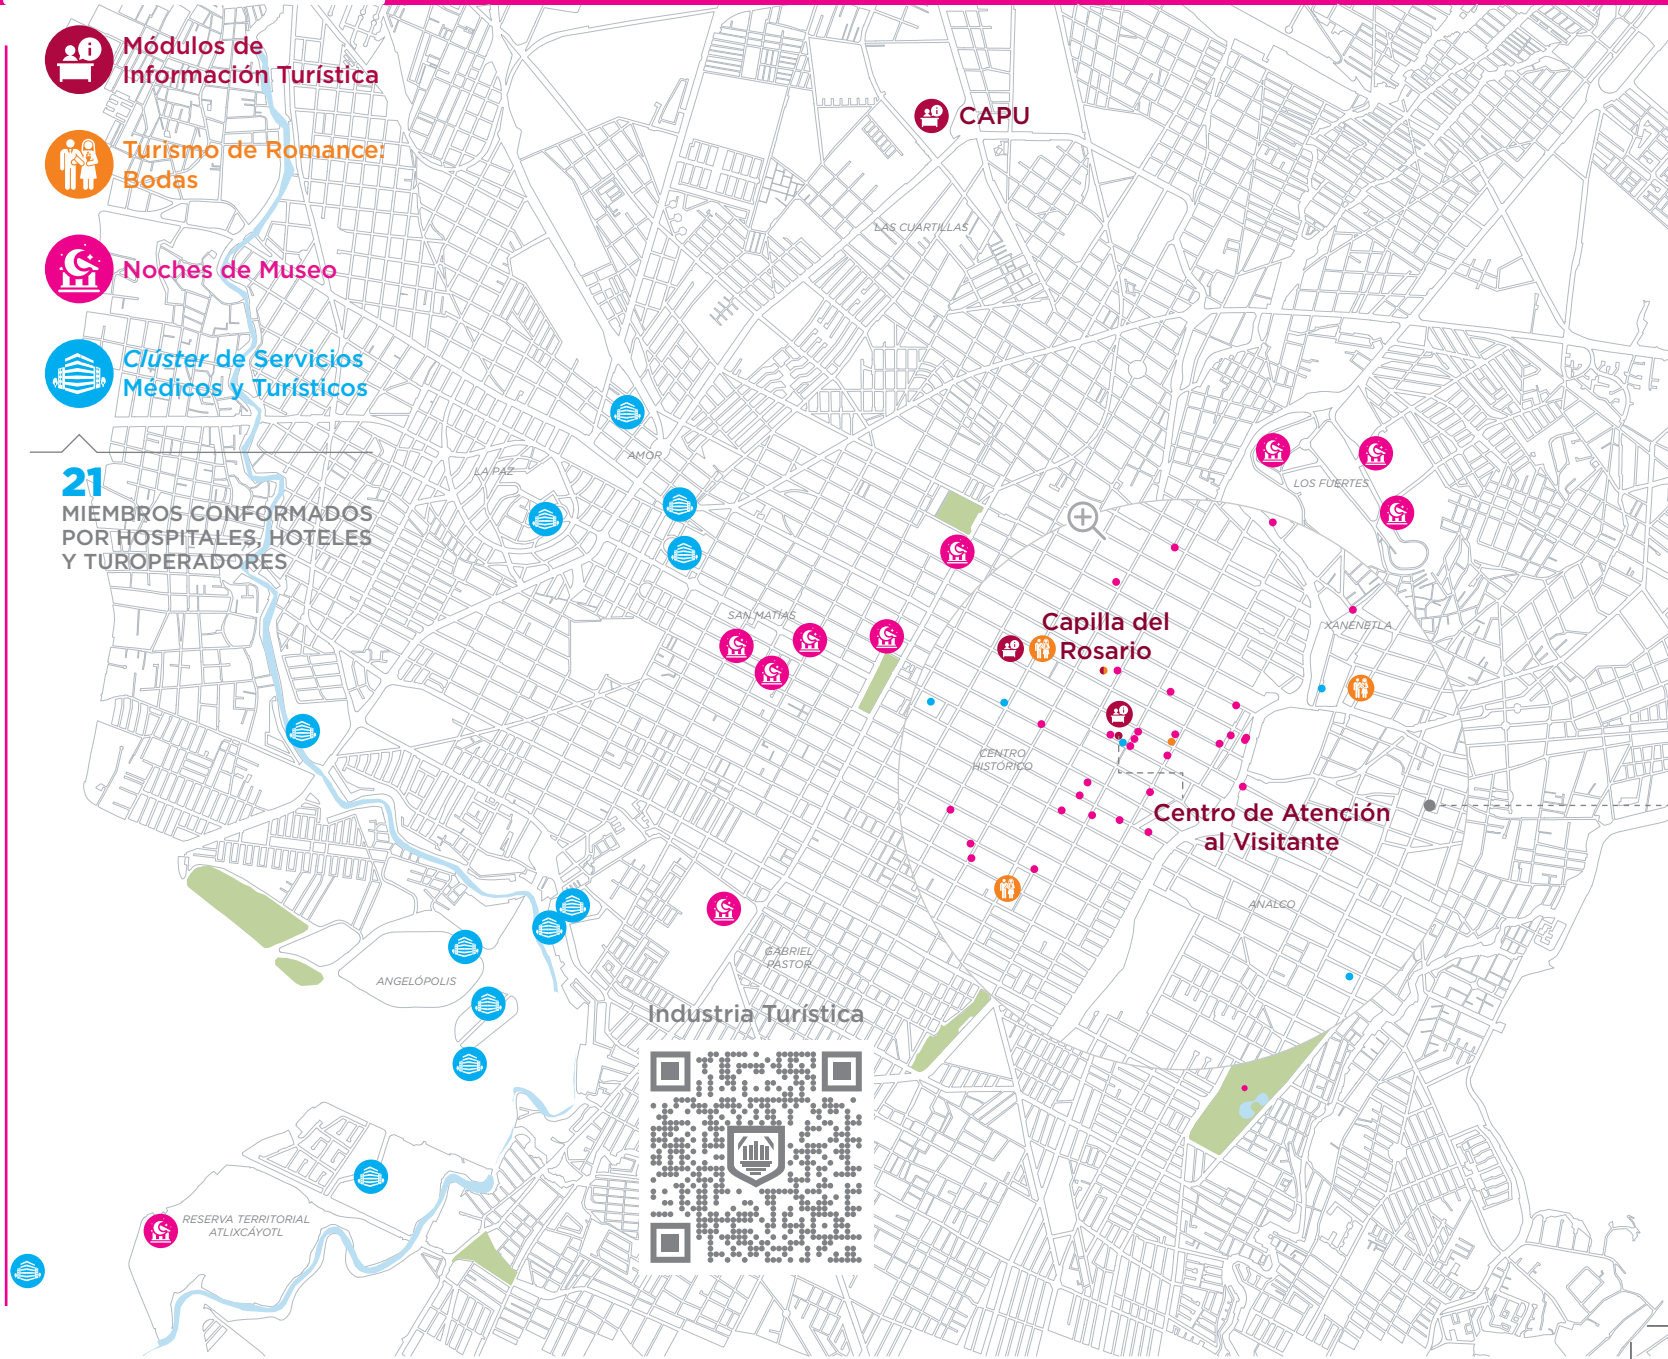 Módulos de
Información Turística
Turismo de Romance:
Bodas
Noches de Museo
Clúster de Servicios
Médicos y Turísticos
21
MIEMBROS CONFORMADOS
POR HOSPITALES, HOTELES
Y TUROPERADORES
CAPU
LAS CUARTILLAS
AMOR
LA PAZ
LOS FUERTES
SAN MATÍAS
Capilla del
Rosario
XANENETLA
CENTRO
HISTÓRICO
Centro de Atención
al Visitante
ANALCO
GABRIEL
PASTOR
ANGELÓPOLIS
Industria Turística
RESERVA TERRITORIAL
ATLIXCÁYOTL